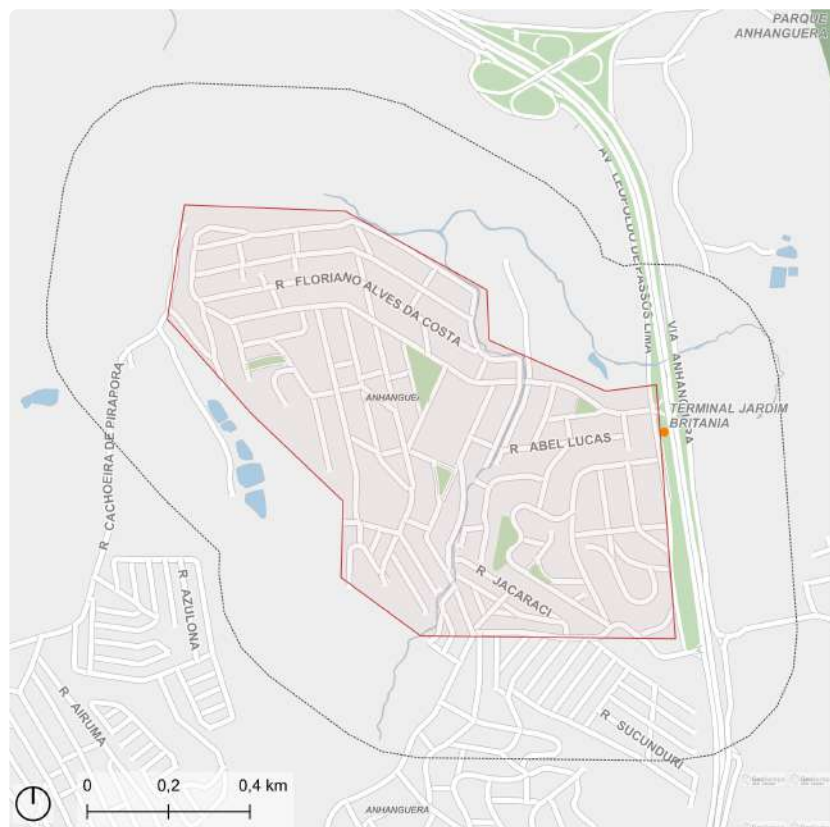 PARQUE
ANHANGUERA
AV LEOPOLDO DE PASSOS LIMA
R FLORIANO ALVES DA COSTA
VIA ANHANGUERA
ANHANGUE
TERMINAL JARDIM
BRITANIA
R ABEL LUCAS
R CACHOEIRA DE PIRAPORA
R AZULONA
R JACARACI
R AIRUMA
R SUCUNDURI
0 0,2 0,4 km
ANHANGUERA